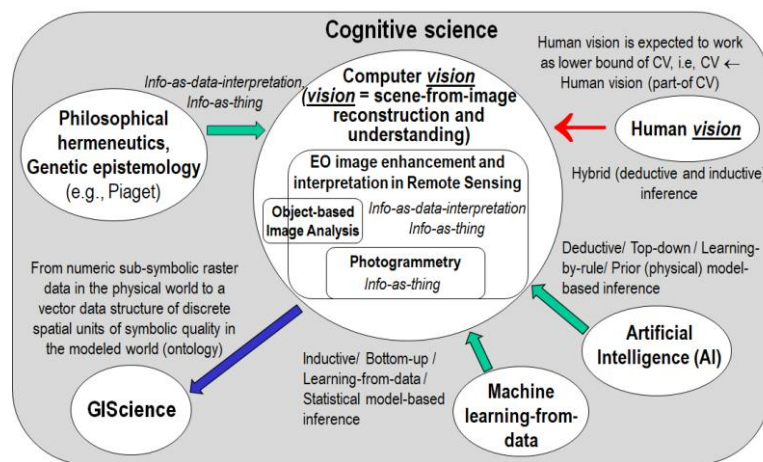 Cognitive science
Info-as-data-interpretation,
Info-as-thing
Philosophical
hermeneutics,
Genetic epistemology
(e.g., Piaget)
Computer vision
(vision = scene-from-image
reconstruction and
understanding)
EO image enhancement and
interpretation in Remote Sensing
Object-based
Image Analysis
Info-as-data-interpretation
Info-as-thing
Photogrammetry
Info-as-thing
Human vision is expected to work
as lower bound of CV, i.e, CV ←
Human vision (part-of CV)
Human vision
Hybrid (deductive and inductive)
inference
Deductive/ Top-down / Learning-
by-rule/ Prior (physical) model-
based inference
Artificial
Intelligence (AI)
From numeric sub-symbolic raster
data in the physical world to a
vector data structure of discrete
spatial units of symbolic quality in
the modeled world (ontology)
GIScience
Inductive/ Bottom-up /
Learning-from-data /
Statistical model-based
inference
Machine
learning-from-
data